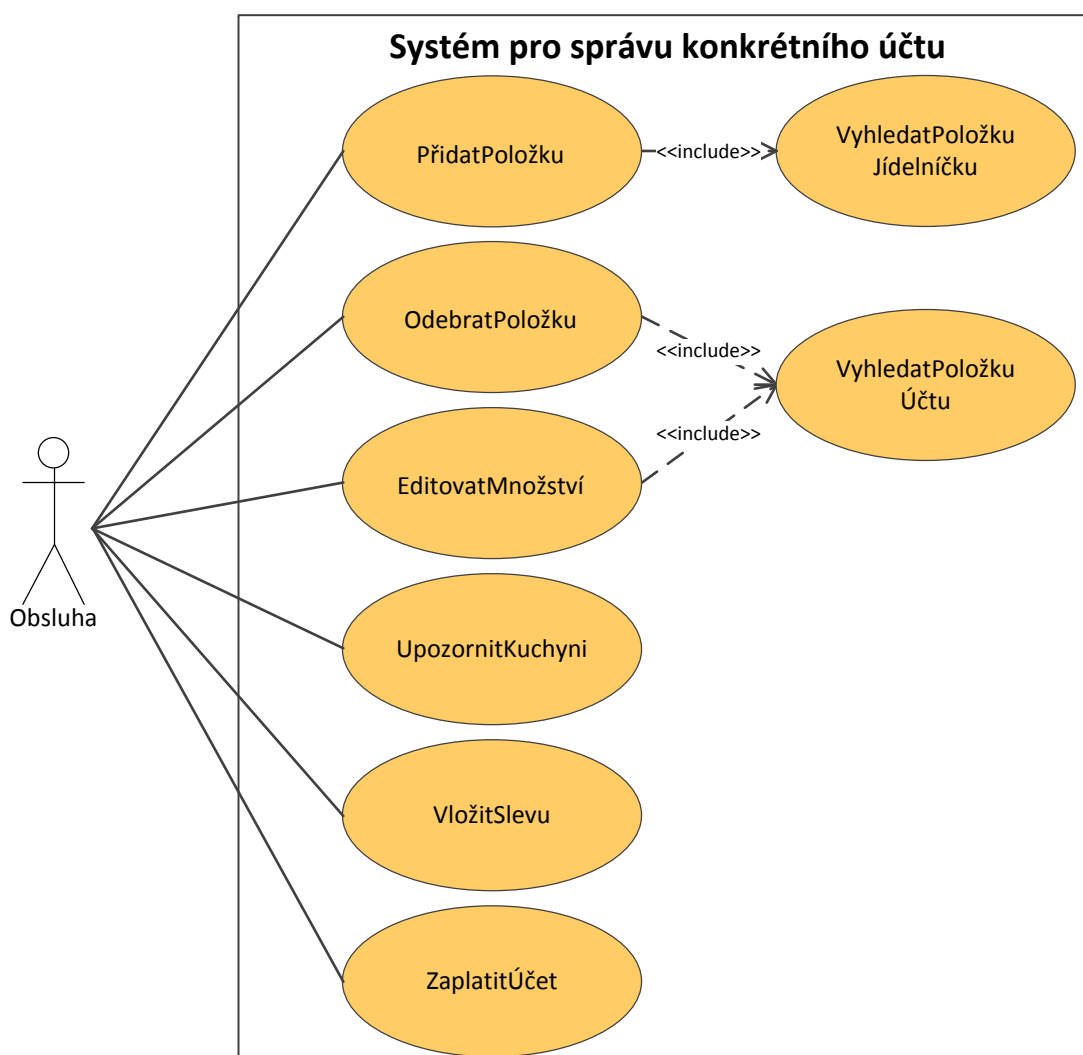 Systém pro správu konkrétního účtu
PřidatPoložku
<<include>>
VyhledatPoložku
Jídelníčku
OdebratPoložku
<<include>>
VyhledatPoložku
Účtu
<<include>>
EditovatMnožství
Obsluha
UpozornitKuchyni
VložitSlevu
ZaplatitÚčet